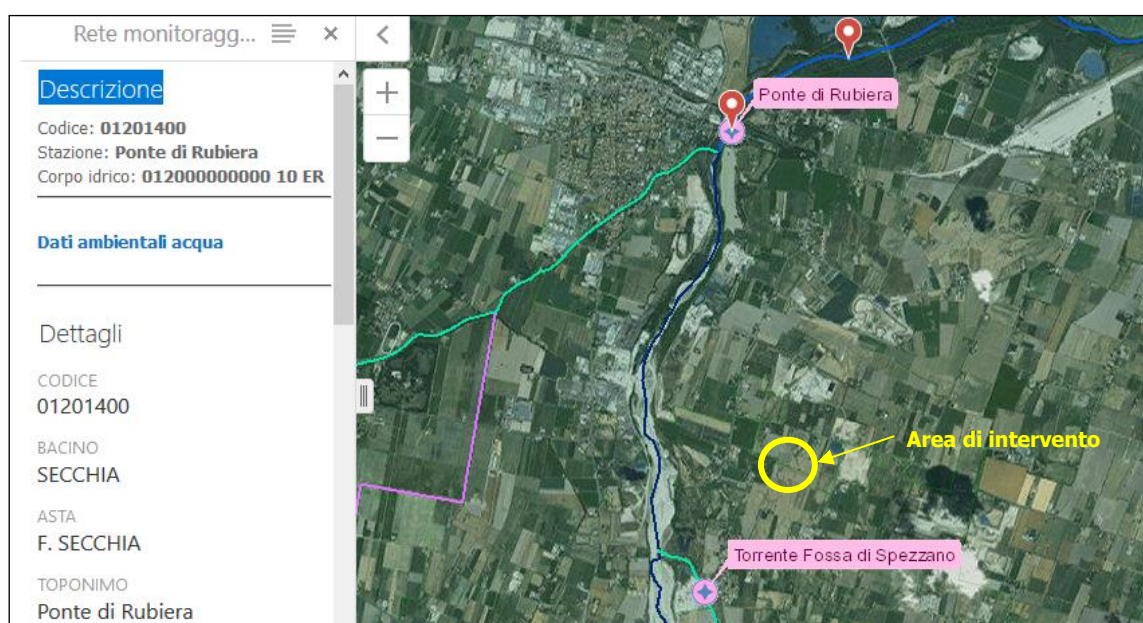 Rete monitoragg...
Descrizione
Codice: 01201400
Stazione: Ponte di Rubiera
Corpo idrico: 012000000000 10 ER
Dati ambientali acqua
Dettagli
CODICE
01201400
BACINO
SECCHIA
ASTA
F. SECCHIA
TOPONIMO
Ponte di Rubiera
Ponte di Rubiera
Area di intervento
Torrente Fossa di Spezzano